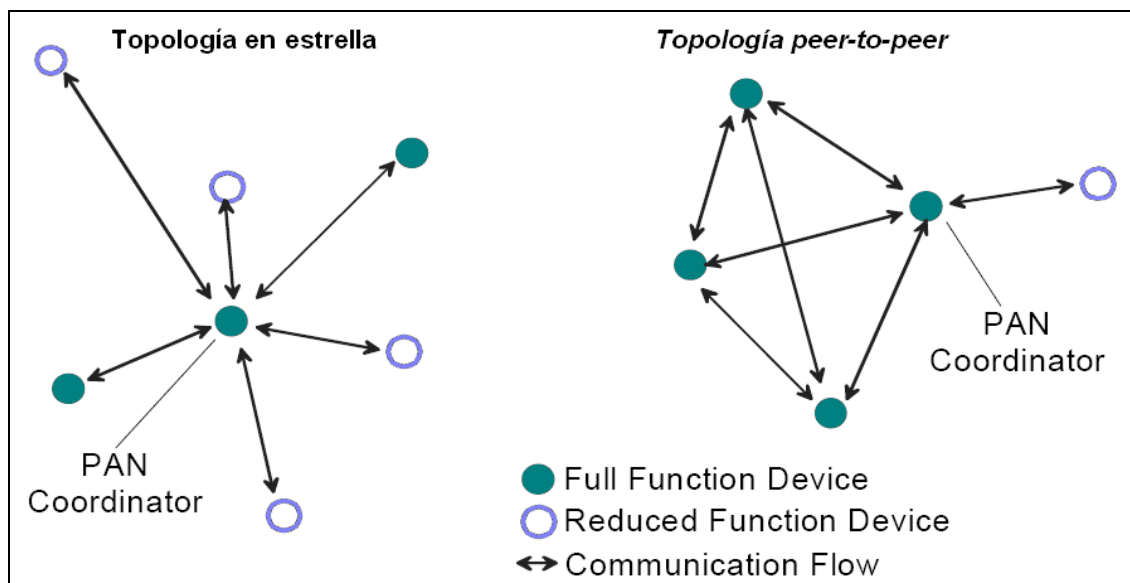 Topología en estrella
Topología peer-to-peer
PAN
Coordinator
PAN
Coordinator
Full Function Device
Reduced Function Device
Communication Flow